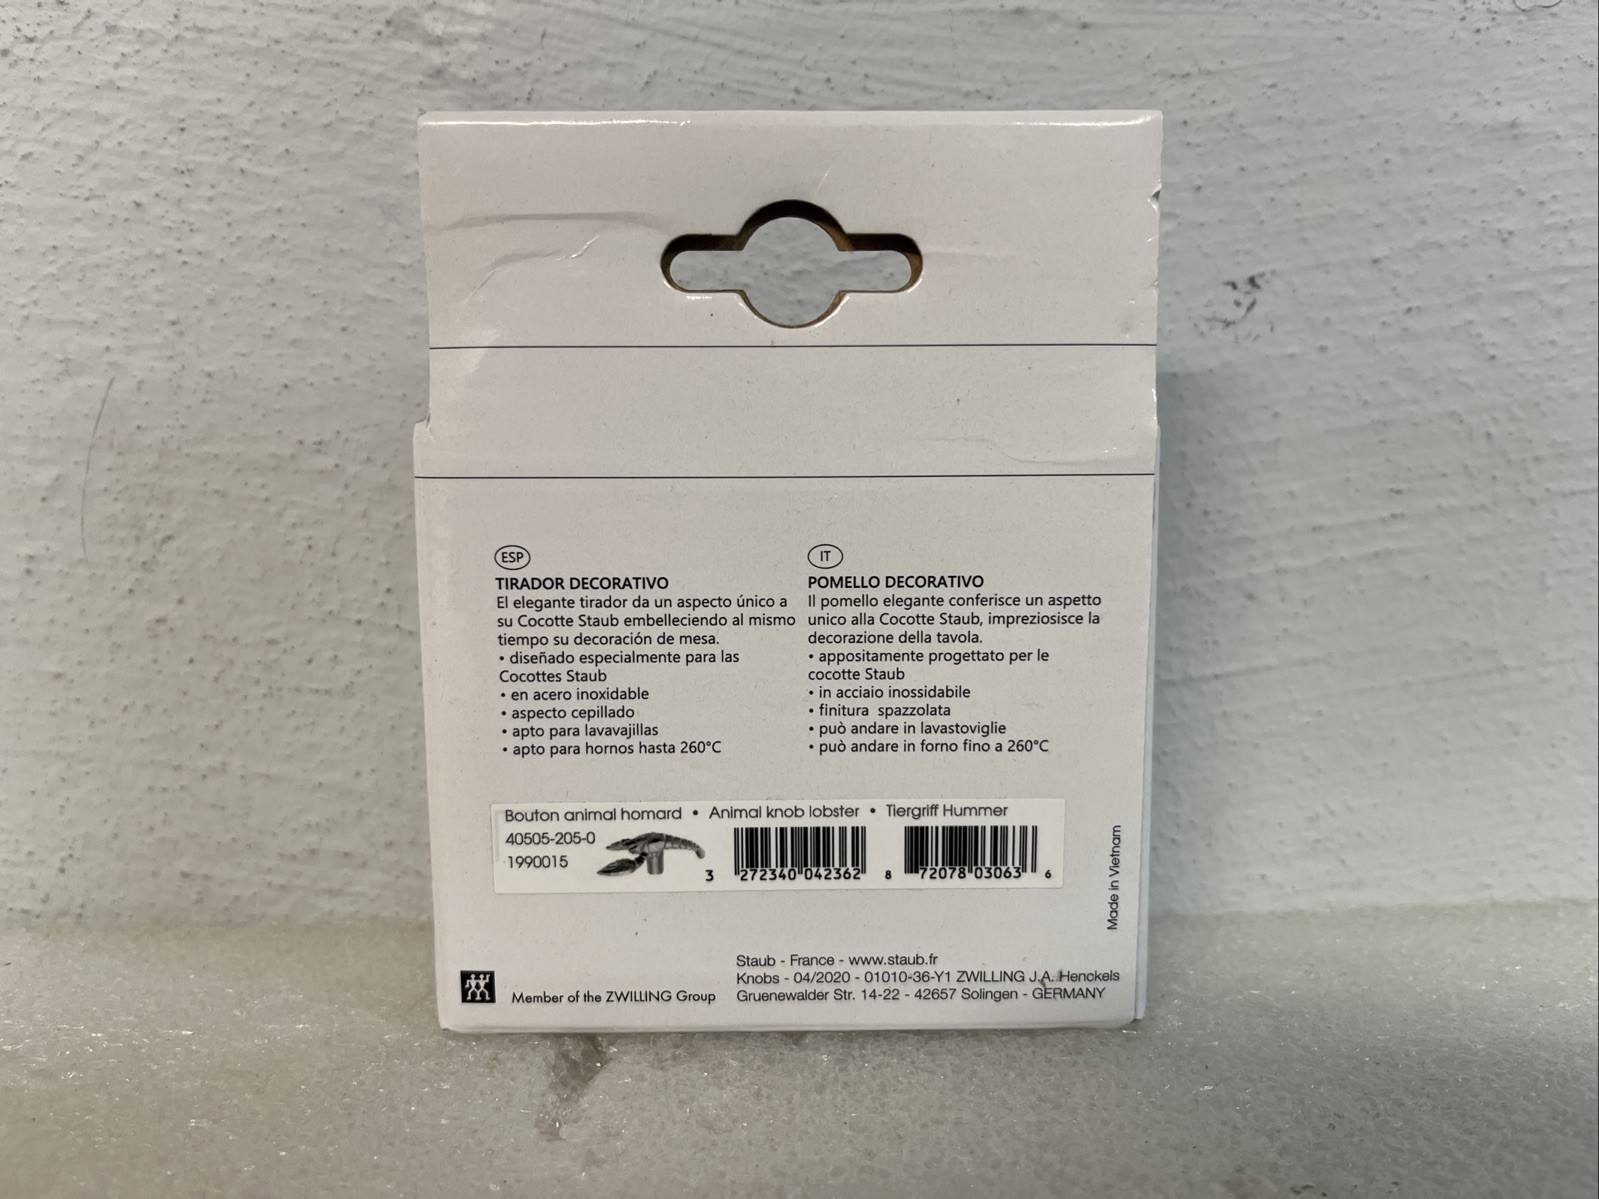 ESP
TIRADOR DECORATIVO
El elegante tirador da un aspecto único a
su Cocotte Staub embelleciendo al mismo
tiempo su decoración de mesa.
• diseñado especialmente para las
Cocottes Staub
• en acero inoxidable
• aspecto cepillado
• apto para lavavajillas
• apto para hornos hasta 260°C
IT
POMELLO DECORATIVO
Il pomello elegante conferisce un aspetto
unico alla Cocotte Staub, impreziosisce la
decorazione della tavola.
• appositamente progettato per le
cocotte Staub
• in acciaio inossidabile
• finitura spazzolata
• può andare in lavastoviglie
• può andare in forno fino a 260°C
Bouton animal homard • Animal knob lobster • Tiergriff Hummer
40505-205-0
1990015
3 272340 042362
8 72078 03063 6
Made in Vietnam
Member of the ZWILLING Group
Staub - France - www.staub.fr
Knobs - 04/2020 - 01010-36-Y1 ZWILLING J.A. Henckels
Gruenewalder Str. 14-22 - 42657 Solingen - GERMANY